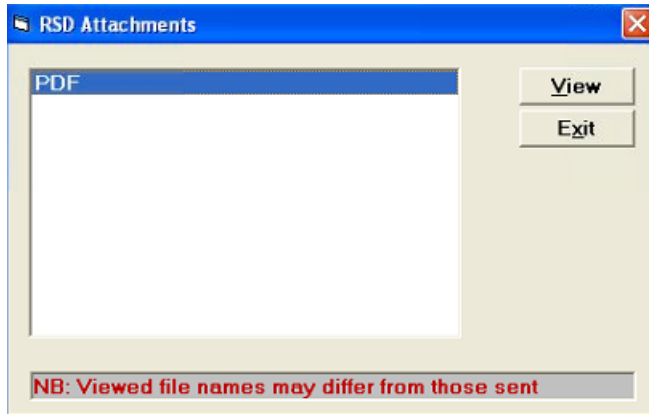 RSD Attachments
PDF
View
Exit
NB: Viewed file names may differ from those sent